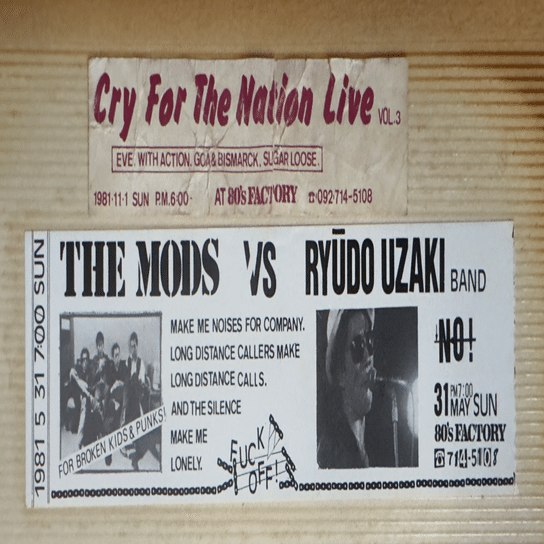 Cry For The Nation Live VOL.3
EVE. WITH ACTION. GOA & BISMARCK. SUGAR LOOSE.
1981·11·1 SUN P.M.6:00- AT 80's FACTORY ☎092·714-5108
1981 5 31 7:00 SUN
THE MODS VS RYŪDO UZAKI BAND
FOR BROKEN KIDS & PUNKS!
MAKE ME NOISES FOR COMPANY.
LONG DISTANCE CALLERS MAKE
LONG DISTANCE CALLS.
AND THE SILENCE
MAKE ME
LONELY.
FUCK
OFF!
NO!
31 PM7:00 MAY SUN
80's FACTORY
☎714-5108